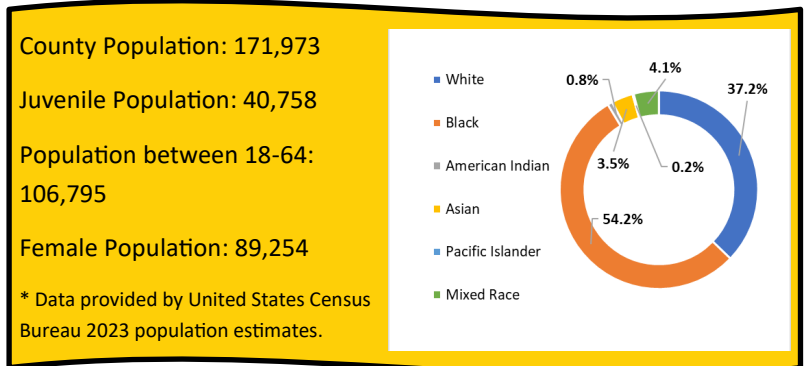 County Population: 171,973
Juvenile Population: 40,758
Population between 18-64:
106,795
Female Population: 89,254
* Data provided by United States Census
Bureau 2023 population estimates.
White
Black
American Indian
Asian
Pacific Islander
Mixed Race
4.1%
0.8%
37.2%
3.5%
0.2%
54.2%